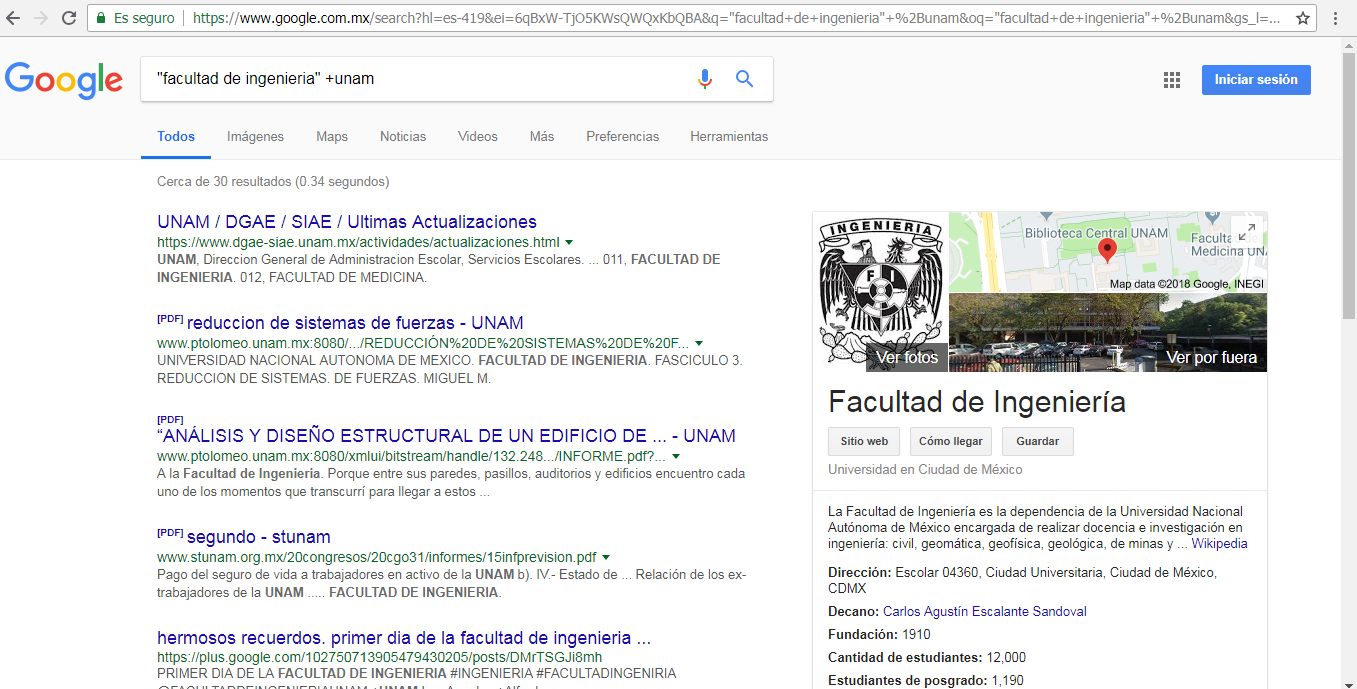 Es seguro
https://www.google.com.mx/search?hl=es-419&ei=6qBxW-TjO5KWsQWQxKbQBA&q="facultad+de+ingenieria"+%2Bunam&oq="facultad+de+ingenieria"+%2Bunam&gs_l=...
Google
"facultad de ingenieria" +unam
Iniciar sesión
Todos Imágenes Maps Noticias Videos Más Preferencias Herramientas
Cerca de 30 resultados (0.34 segundos)
UNAM / DGAE / SIAE / Ultimas Actualizaciones
https://www.dgae-siae.unam.mx/actividades/actualizaciones.html
UNAM, Direccion General de Administracion Escolar, Servicios Escolares. ... 011, FACULTAD DE
INGENIERIA. 012, FACULTAD DE MEDICINA.
[PDF] reduccion de sistemas de fuerzas - UNAM
www.ptolomeo.unam.mx:8080/.../REDUCCIÓN%20DE%20SISTEMAS%20DE%20F...
UNIVERSIDAD NACIONAL AUTONOMA DE MEXICO. FACULTAD DE INGENIERIA. FASCICULO 3.
REDUCCION DE SISTEMAS. DE FUERZAS. MIGUEL M.
[PDF]
“ANÁLISIS Y DISEÑO ESTRUCTURAL DE UN EDIFICIO DE ... - UNAM
www.ptolomeo.unam.mx:8080/xmlui/bitstream/handle/132.248.../INFORME.pdf?...
A la Facultad de Ingenieria. Porque entre sus paredes, pasillos, auditorios y edificios encuentro cada
uno de los momentos que transcurrí para llegar a estos ...
[PDF] segundo - stunam
www.stunam.org.mx/20congresos/20cgo31/informes/15infprevision.pdf
Pago del seguro de vida a trabajadores en activo de la UNAM b). IV.- Estado de ... Relación de los ex-
trabajadores de la UNAM ..... FACULTAD DE INGENIERIA.
hermosos recuerdos. primer dia de la facultad de ingenieria ...
https://plus.google.com/102750713905479430205/posts/DMrTSGJi8mh
PRIMER DIA DE LA FACULTAD DE INGENIERIA #INGENIERIA #FACULTADINGENIRIA
INGENIERIA
F I
Ver fotos
Biblioteca Central UNAM
Faculta
Medicina UNA
Map data ©2018 Google, INEGI
Ver por fuera
Facultad de Ingeniería
Sitio web Cómo llegar Guardar
Universidad en Ciudad de México
La Facultad de Ingeniería es la dependencia de la Universidad Nacional
Autónoma de México encargada de realizar docencia e investigación en
ingeniería: civil, geomática, geofísica, geológica, de minas y ... Wikipedia
Dirección: Escolar 04360, Ciudad Universitaria, Ciudad de México,
CDMX
Decano: Carlos Agustín Escalante Sandoval
Fundación: 1910
Cantidad de estudiantes: 12,000
Estudiantes de posgrado: 1,190